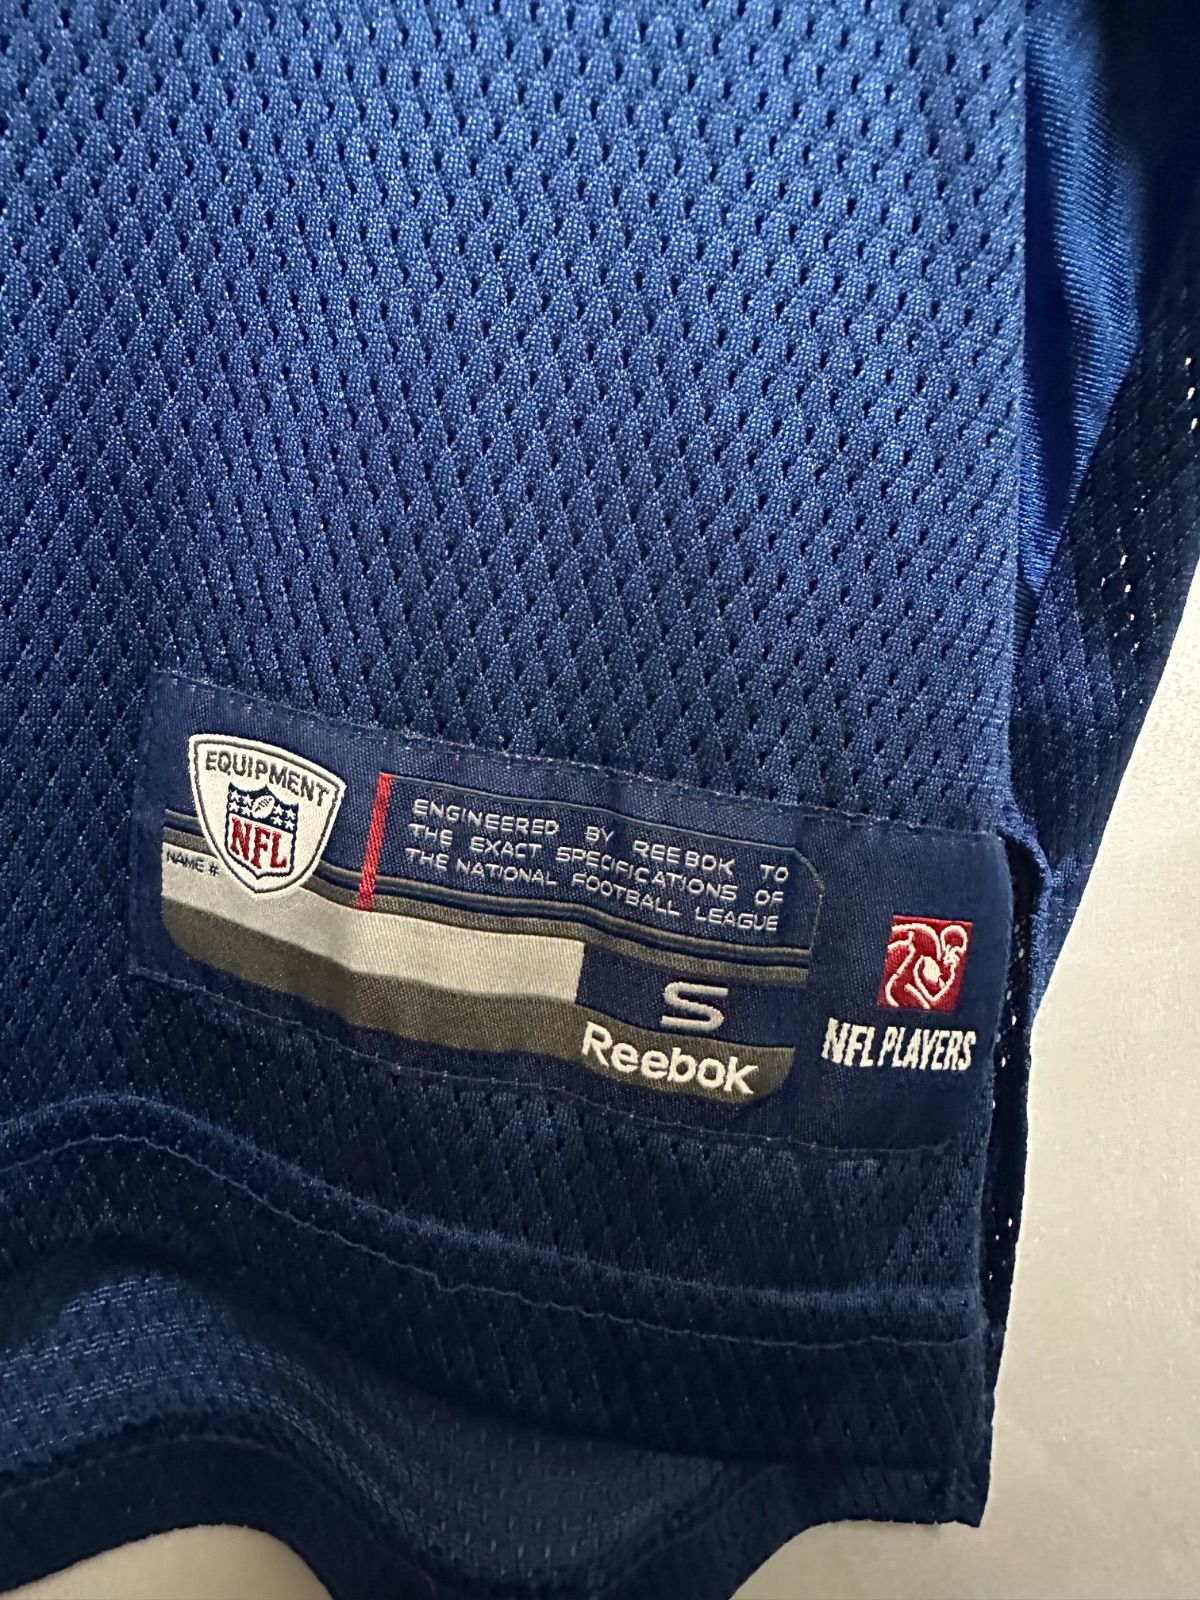 EQUIPMENT
NFL
NAME #
ENGINEERED BY REEBOK TO
THE EXACT SPECIFICATIONS OF
THE NATIONAL FOOTBALL LEAGUE
S
Reebok
NFL PLAYERS